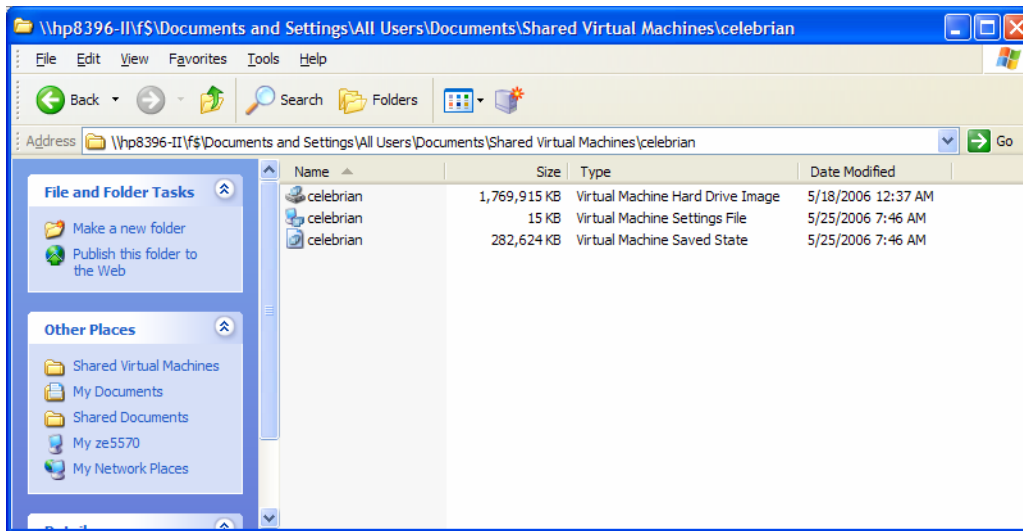 \\hp8396-II\f$\Documents and Settings\All Users\Documents\Shared Virtual Machines\celebrian
File Edit View Favorites Tools Help
Back Search Folders
Address \\hp8396-II\f$\Documents and Settings\All Users\Documents\Shared Virtual Machines\celebrian Go
File and Folder Tasks
Make a new folder
Publish this folder to
the Web
Other Places
Shared Virtual Machines
My Documents
Shared Documents
My ze5570
My Network Places
Name Size Type Date Modified
celebrian 1,769,915 KB Virtual Machine Hard Drive Image 5/18/2006 12:37 AM
celebrian 15 KB Virtual Machine Settings File 5/25/2006 7:46 AM
celebrian 282,624 KB Virtual Machine Saved State 5/25/2006 7:46 AM